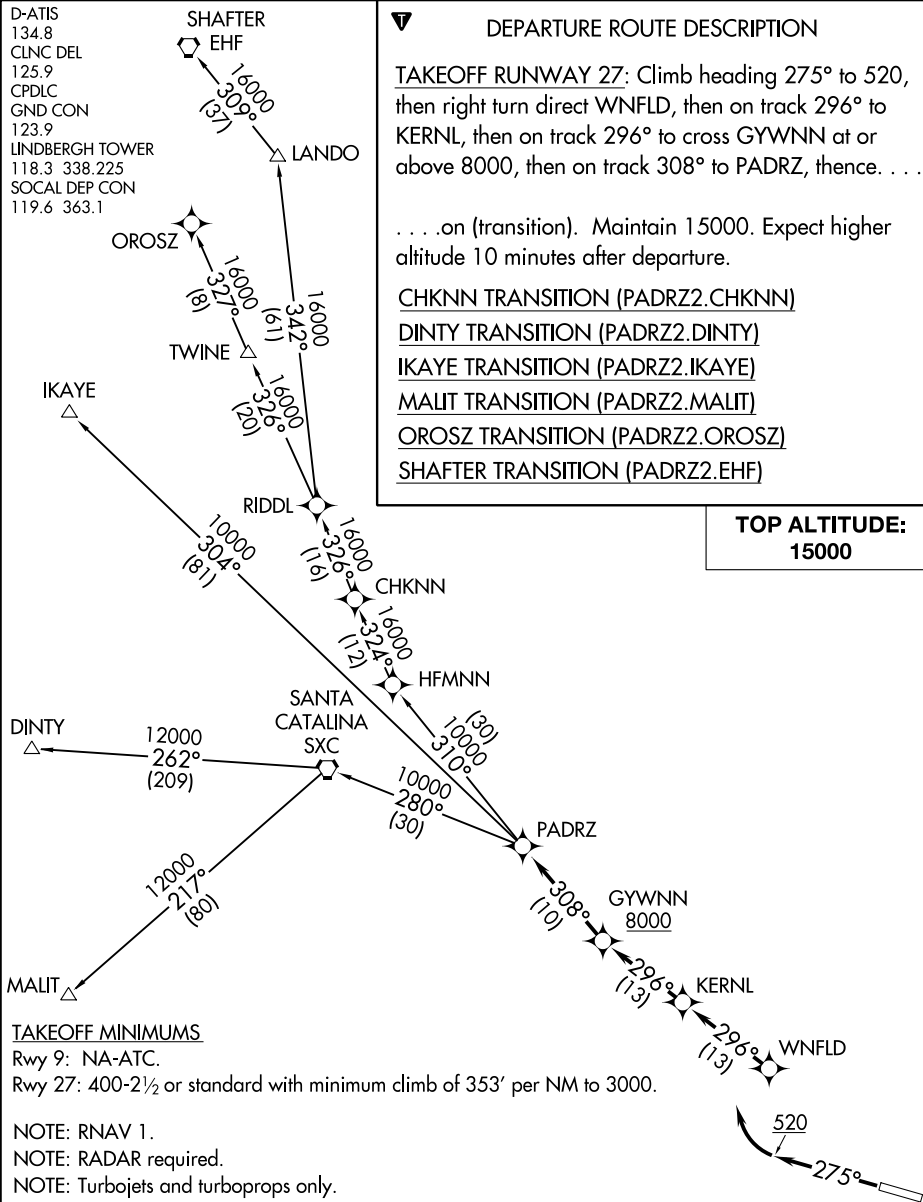 D-ATIS
134.8
CLNC DEL
125.9
CPDLC
GND CON
123.9
LINDBERGH TOWER
118.3 338.225
SOCAL DEP CON
119.6 363.1
SHAFTER
EHF
16000
309°
(37)
LANDO
OROSZ
16000
327°
(8)
16000
342°
(61)
TWINE
16000
326°
(20)
IKAYE
RIDDL
10000
304°
(81)
16000
326°
(16)
CHKNN
16000
324°
(12)
HFMNN
SANTA
CATALINA
SXC
(30)
10000
310°
DINTY
12000
262°
(209)
10000
280°
(30)
PADRZ
12000
217°
(80)
308°
(10)
GYWNN
8000
MALIT
296°
(13)
KERNL
296°
(13)
WNFLD
520
275°
T
DEPARTURE ROUTE DESCRIPTION
TAKEOFF RUNWAY 27: Climb heading 275° to 520,
then right turn direct WNFLD, then on track 296° to
KERNL, then on track 296° to cross GYWNN at or
above 8000, then on track 308° to PADRZ, thence. . . .
. . . .on (transition). Maintain 15000. Expect higher
altitude 10 minutes after departure.
CHKNN TRANSITION (PADRZ2.CHKNN)
DINTY TRANSITION (PADRZ2.DINTY)
IKAYE TRANSITION (PADRZ2.IKAYE)
MALIT TRANSITION (PADRZ2.MALIT)
OROSZ TRANSITION (PADRZ2.OROSZ)
SHAFTER TRANSITION (PADRZ2.EHF)
TOP ALTITUDE:
15000
TAKEOFF MINIMUMS
Rwy 9: NA-ATC.
Rwy 27: 400-2½ or standard with minimum climb of 353' per NM to 3000.
NOTE: RNAV 1.
NOTE: RADAR required.
NOTE: Turbojets and turboprops only.